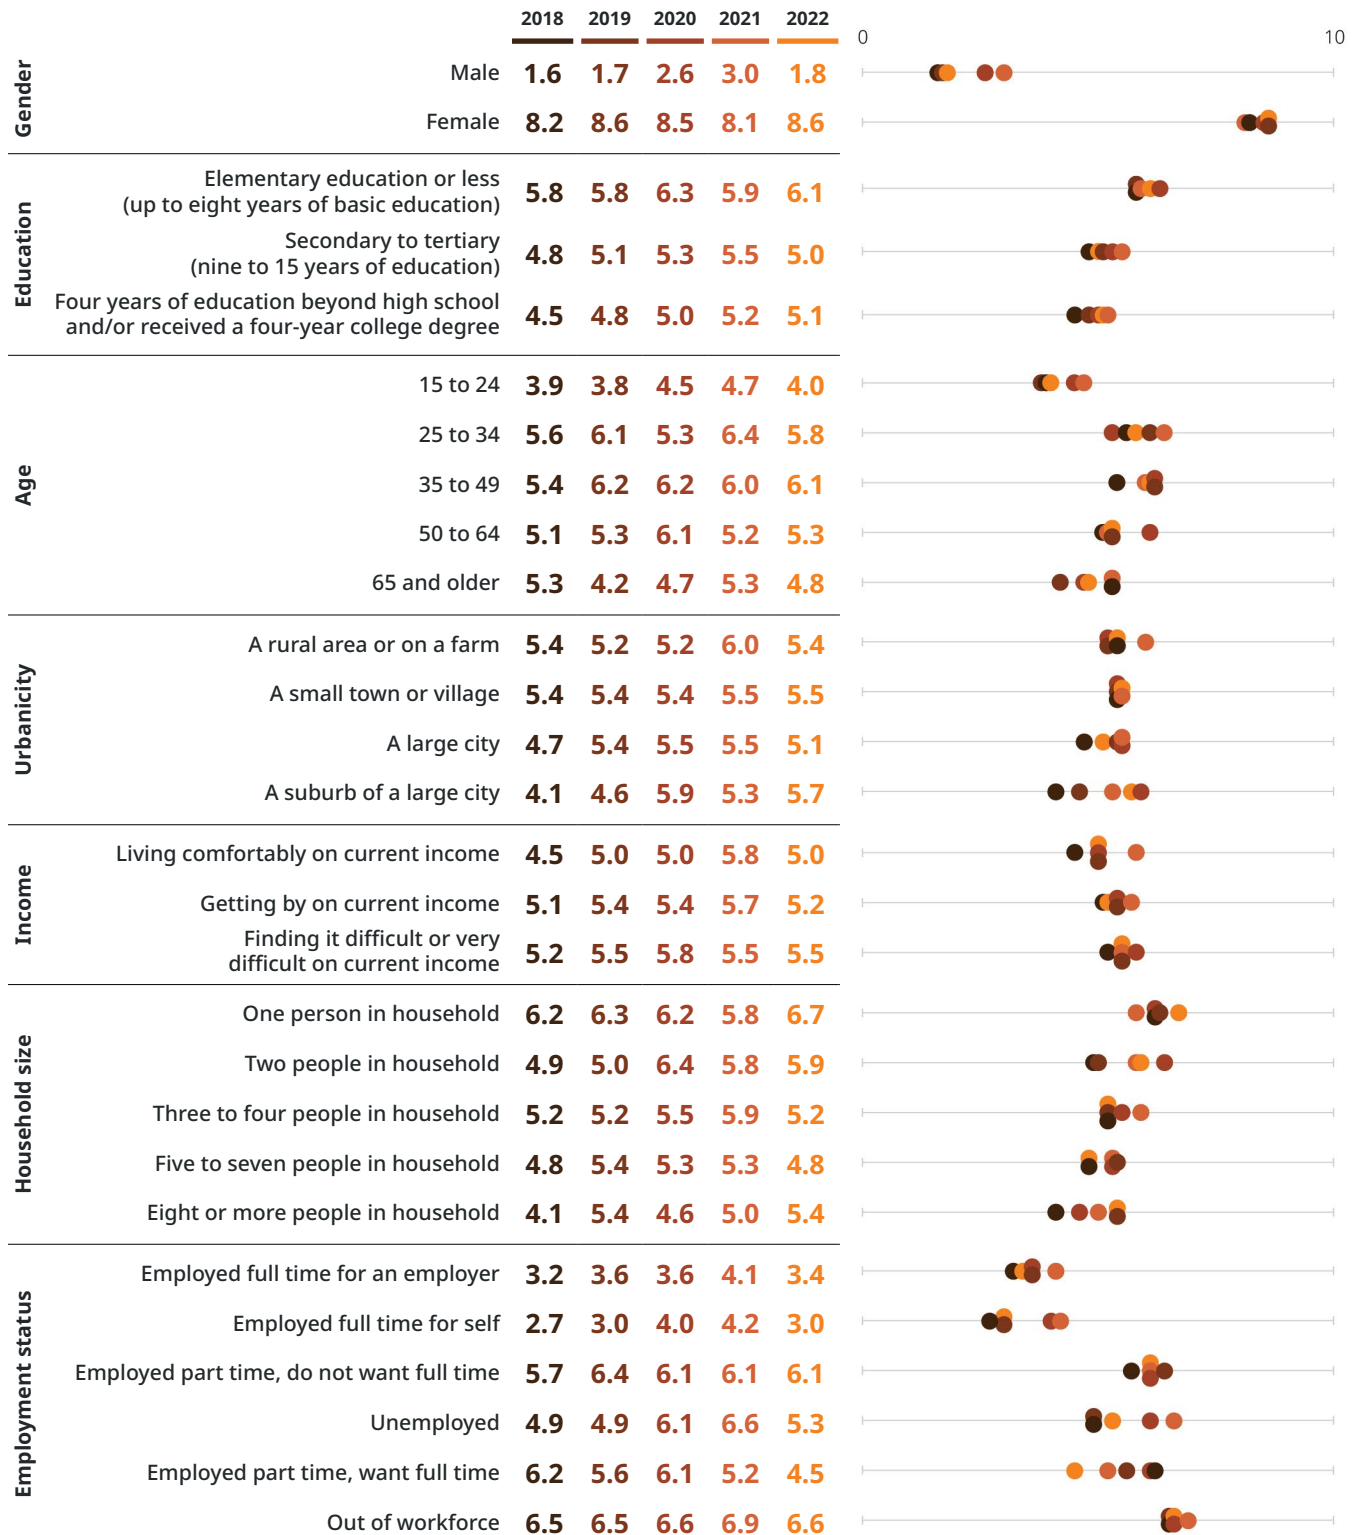 2018 2019 2020 2021 2022
0 10
Gender
Male 1.6 1.7 2.6 3.0 1.8
Female 8.2 8.6 8.5 8.1 8.6
Education
Elementary education or less
(up to eight years of basic education) 5.8 5.8 6.3 5.9 6.1
Secondary to tertiary
(nine to 15 years of education) 4.8 5.1 5.3 5.5 5.0
Four years of education beyond high school
and/or received a four-year college degree 4.5 4.8 5.0 5.2 5.1
Age
15 to 24 3.9 3.8 4.5 4.7 4.0
25 to 34 5.6 6.1 5.3 6.4 5.8
35 to 49 5.4 6.2 6.2 6.0 6.1
50 to 64 5.1 5.3 6.1 5.2 5.3
65 and older 5.3 4.2 4.7 5.3 4.8
Urbanicity
A rural area or on a farm 5.4 5.2 5.2 6.0 5.4
A small town or village 5.4 5.4 5.4 5.5 5.5
A large city 4.7 5.4 5.5 5.5 5.1
A suburb of a large city 4.1 4.6 5.9 5.3 5.7
Income
Living comfortably on current income 4.5 5.0 5.0 5.8 5.0
Getting by on current income 5.1 5.4 5.4 5.7 5.2
Finding it difficult or very
difficult on current income 5.2 5.5 5.8 5.5 5.5
Household size
One person in household 6.2 6.3 6.2 5.8 6.7
Two people in household 4.9 5.0 6.4 5.8 5.9
Three to four people in household 5.2 5.2 5.5 5.9 5.2
Five to seven people in household 4.8 5.4 5.3 5.3 4.8
Eight or more people in household 4.1 5.4 4.6 5.0 5.4
Employment status
Employed full time for an employer 3.2 3.6 3.6 4.1 3.4
Employed full time for self 2.7 3.0 4.0 4.2 3.0
Employed part time, do not want full time 5.7 6.4 6.1 6.1 6.1
Unemployed 4.9 4.9 6.1 6.6 5.3
Employed part time, want full time 6.2 5.6 6.1 5.2 4.5
Out of workforce 6.5 6.5 6.6 6.9 6.6